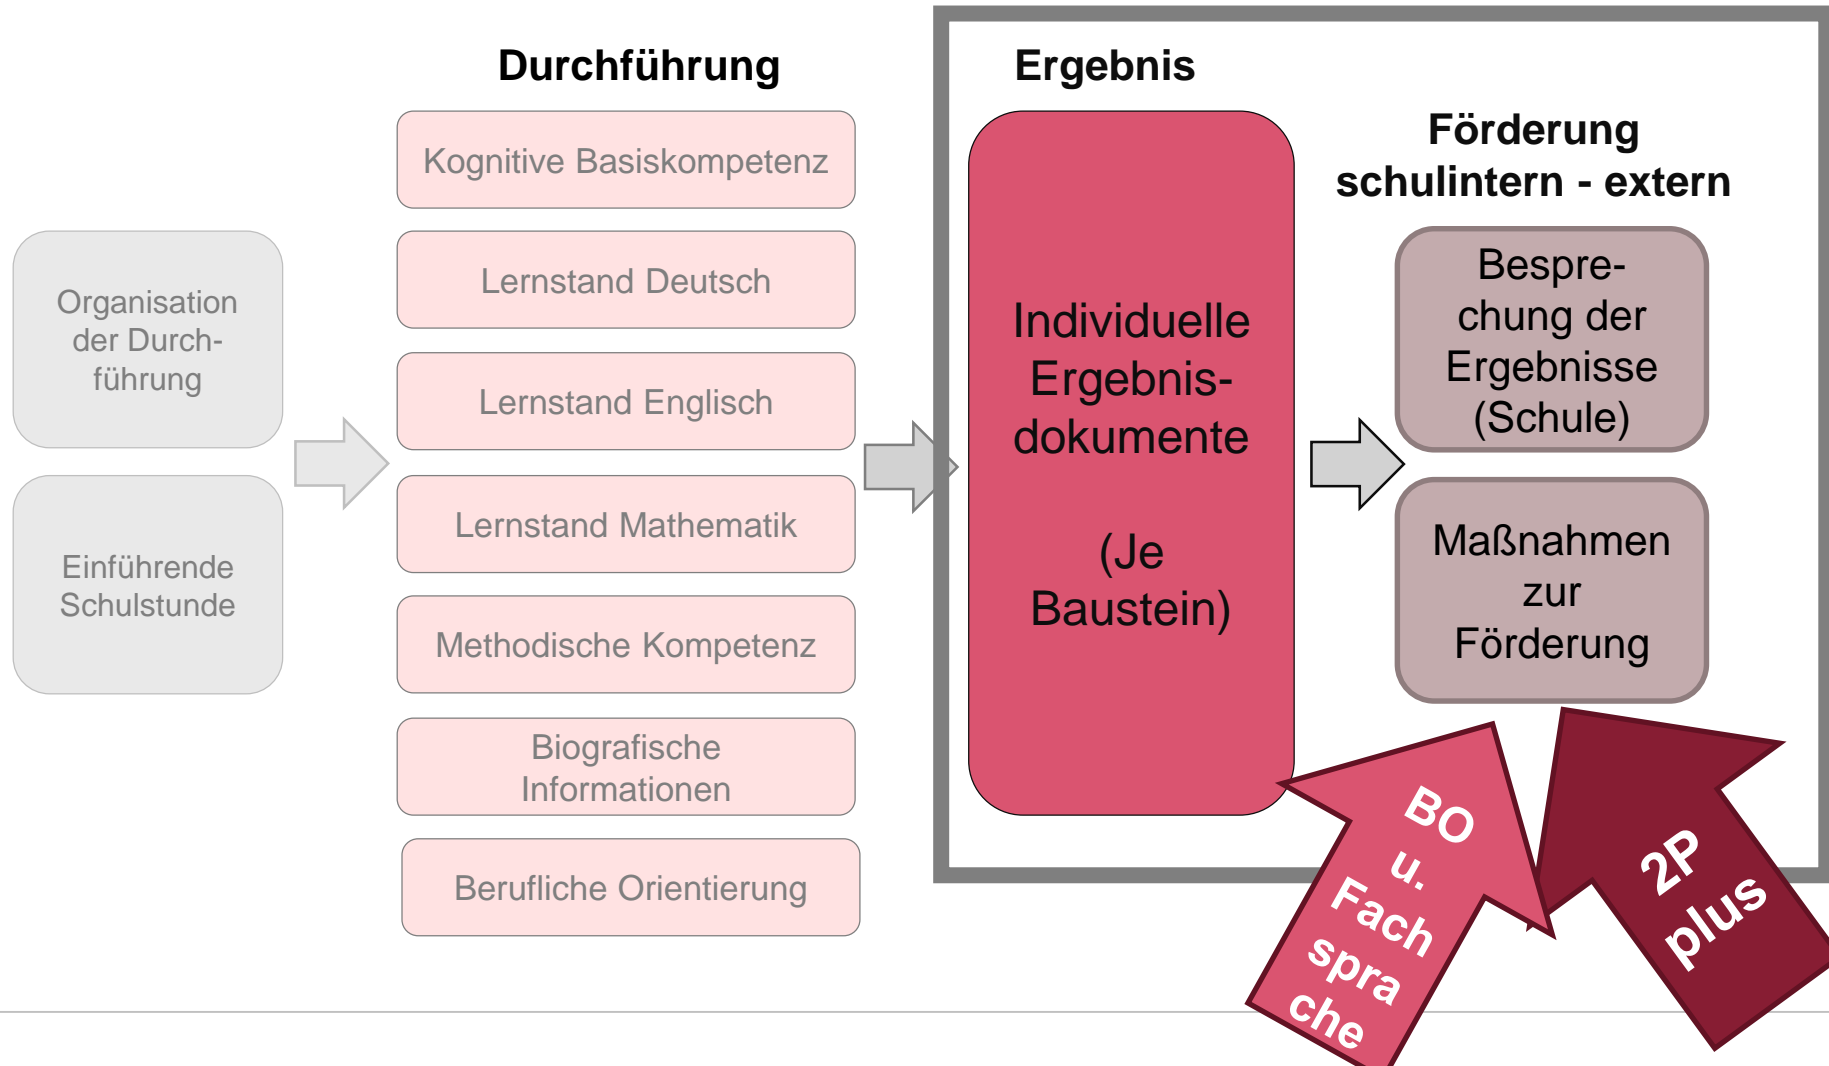 Organisation
der Durch-
führung
Einführende
Schulstunde
Durchführung
Kognitive Basiskompetenz
Lernstand Deutsch
Lernstand Englisch
Lernstand Mathematik
Methodische Kompetenz
Biografische
Informationen
Berufliche Orientierung
Ergebnis
Individuelle
Ergebnis-
dokumente
(Je
Baustein)
Förderung
schulintern - extern
Bespre-
chung der
Ergebnisse
(Schule)
Maßnahmen
zur
Förderung
BO
u.
Fach
spra
che
2P
plus